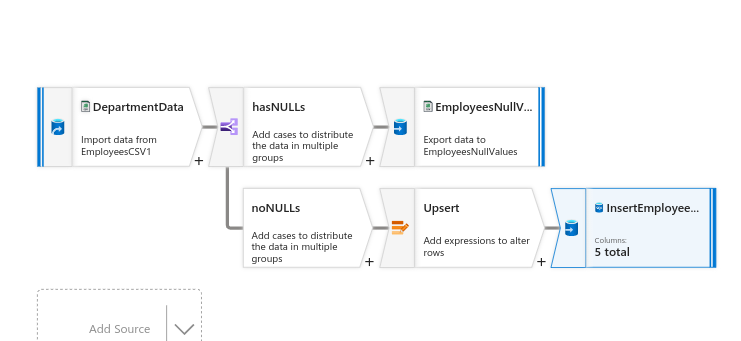 DepartmentData
Import data from
EmployeesCSV1
+
hasNULLs
Add cases to distribute
the data in multiple
groups
+
EmployeesNullV...
Export data to
EmployeesNullValues
noNULLs
Add cases to distribute
the data in multiple
groups
+
Upsert
Add expressions to alter
rows
+
InsertEmployee...
Columns:
5 total
Add Source